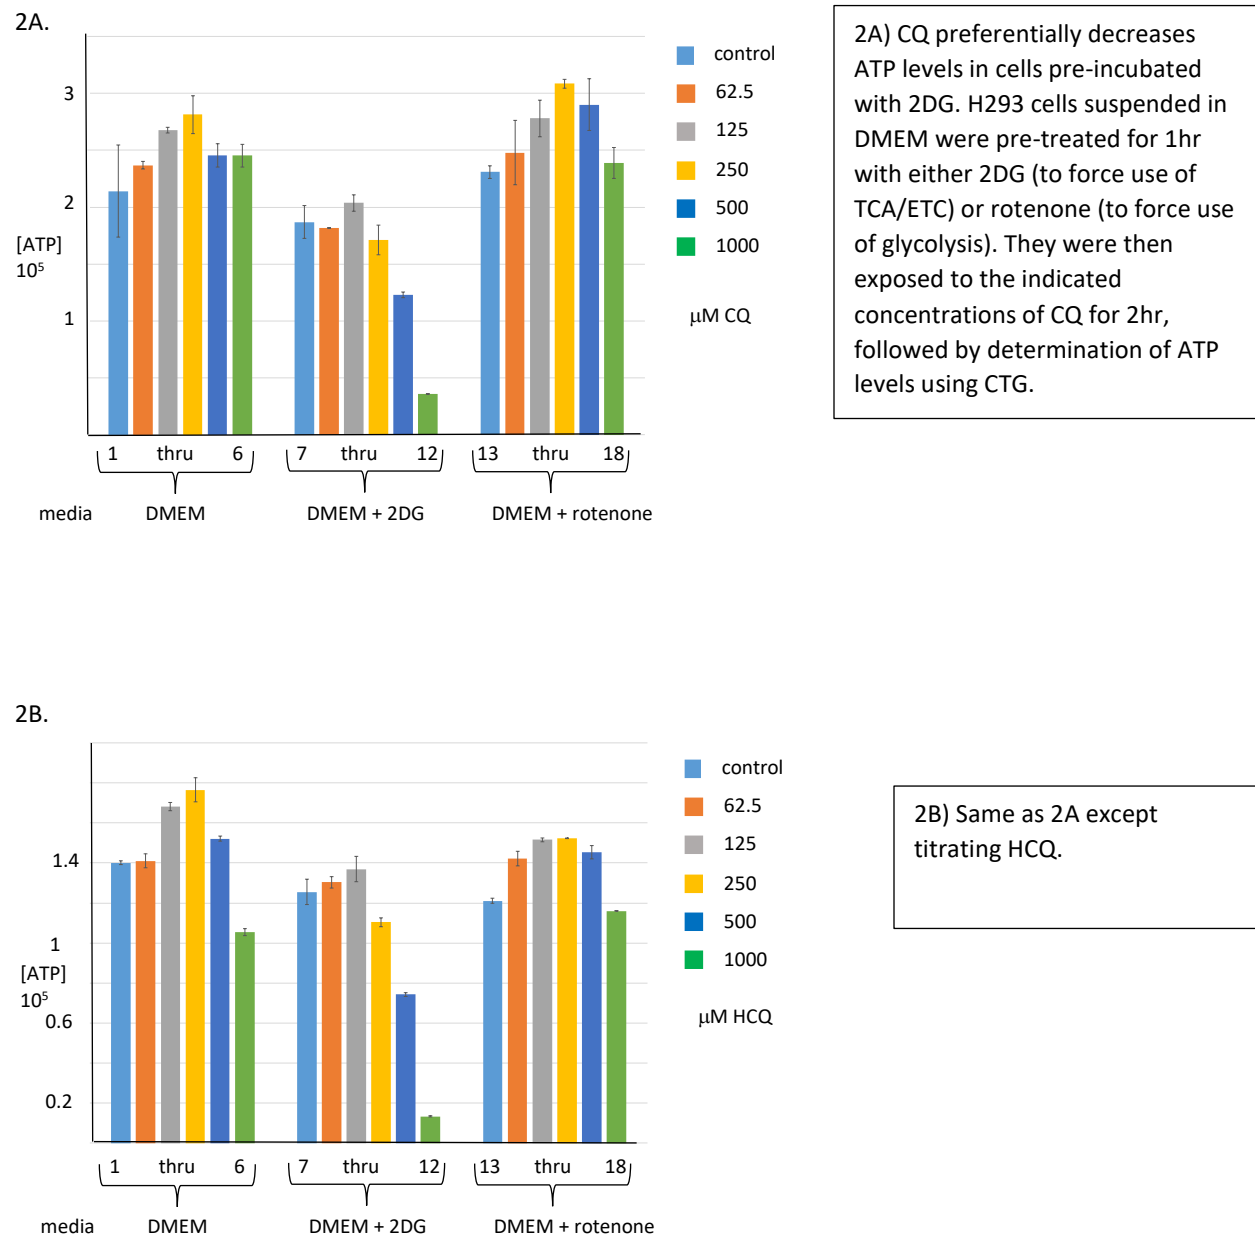 2A.
3
2
[ATP]
10⁵
1
control
62.5
125
250
500
1000
μM CQ
1 thru 6 7 thru 12 13 thru 18
media DMEM DMEM + 2DG DMEM + rotenone
2A) CQ preferentially decreases
ATP levels in cells pre-incubated
with 2DG. H293 cells suspended in
DMEM were pre-treated for 1hr
with either 2DG (to force use of
TCA/ETC) or rotenone (to force use
of glycolysis). They were then
exposed to the indicated
concentrations of CQ for 2hr,
followed by determination of ATP
levels using CTG.
2B.
1.4
1
[ATP]
10⁵
0.6
0.2
control
62.5
125
250
500
1000
μM HCQ
1 thru 6 7 thru 12 13 thru 18
media DMEM DMEM + 2DG DMEM + rotenone
2B) Same as 2A except
titrating HCQ.